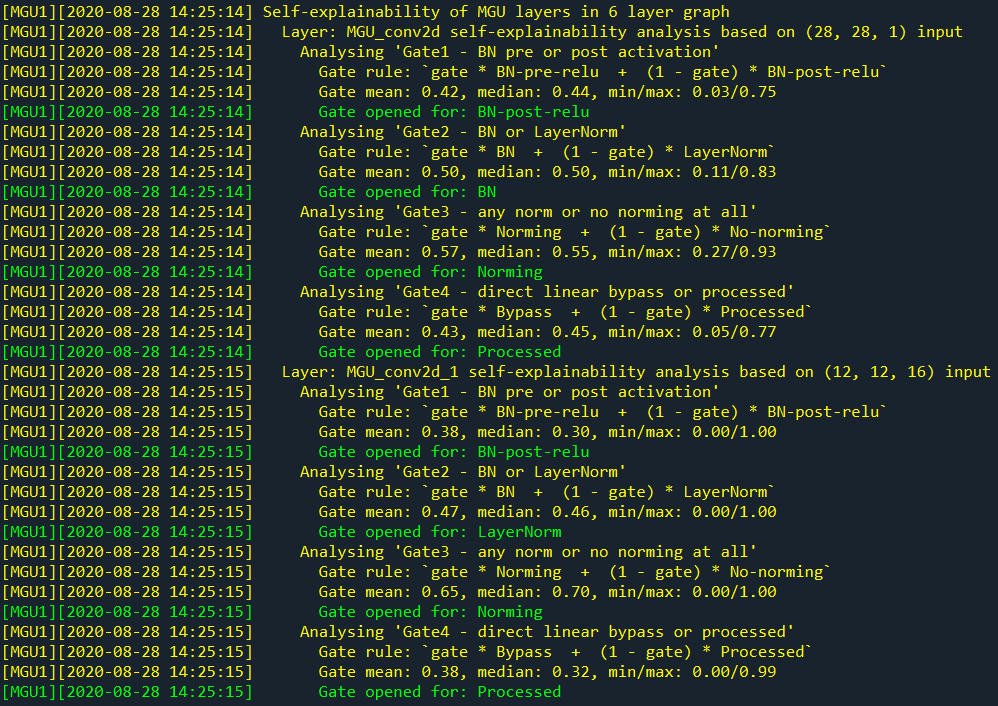 [MGU1][2020-08-28 14:25:14] Self-explainability of MGU layers in 6 layer graph
[MGU1][2020-08-28 14:25:14]   Layer: MGU_conv2d self-explainability analysis based on (28, 28, 1) input
[MGU1][2020-08-28 14:25:14]     Analysing 'Gate1 - BN pre or post activation'
[MGU1][2020-08-28 14:25:14]       Gate rule: `gate * BN-pre-relu  +  (1 - gate) * BN-post-relu`
[MGU1][2020-08-28 14:25:14]       Gate mean: 0.42, median: 0.44, min/max: 0.03/0.75
[MGU1][2020-08-28 14:25:14]       Gate opened for: BN-post-relu
[MGU1][2020-08-28 14:25:14]     Analysing 'Gate2 - BN or LayerNorm'
[MGU1][2020-08-28 14:25:14]       Gate rule: `gate * BN  +  (1 - gate) * LayerNorm`
[MGU1][2020-08-28 14:25:14]       Gate mean: 0.50, median: 0.50, min/max: 0.11/0.83
[MGU1][2020-08-28 14:25:14]       Gate opened for: BN
[MGU1][2020-08-28 14:25:14]     Analysing 'Gate3 - any norm or no norming at all'
[MGU1][2020-08-28 14:25:14]       Gate rule: `gate * Norming  +  (1 - gate) * No-norming`
[MGU1][2020-08-28 14:25:14]       Gate mean: 0.57, median: 0.55, min/max: 0.27/0.93
[MGU1][2020-08-28 14:25:14]       Gate opened for: Norming
[MGU1][2020-08-28 14:25:14]     Analysing 'Gate4 - direct linear bypass or processed'
[MGU1][2020-08-28 14:25:14]       Gate rule: `gate * Bypass  +  (1 - gate) * Processed`
[MGU1][2020-08-28 14:25:14]       Gate mean: 0.43, median: 0.45, min/max: 0.05/0.77
[MGU1][2020-08-28 14:25:14]       Gate opened for: Processed
[MGU1][2020-08-28 14:25:15]   Layer: MGU_conv2d_1 self-explainability analysis based on (12, 12, 16) input
[MGU1][2020-08-28 14:25:15]     Analysing 'Gate1 - BN pre or post activation'
[MGU1][2020-08-28 14:25:15]       Gate rule: `gate * BN-pre-relu  +  (1 - gate) * BN-post-relu`
[MGU1][2020-08-28 14:25:15]       Gate mean: 0.38, median: 0.30, min/max: 0.00/1.00
[MGU1][2020-08-28 14:25:15]       Gate opened for: BN-post-relu
[MGU1][2020-08-28 14:25:15]     Analysing 'Gate2 - BN or LayerNorm'
[MGU1][2020-08-28 14:25:15]       Gate rule: `gate * BN  +  (1 - gate) * LayerNorm`
[MGU1][2020-08-28 14:25:15]       Gate mean: 0.47, median: 0.46, min/max: 0.00/1.00
[MGU1][2020-08-28 14:25:15]       Gate opened for: LayerNorm
[MGU1][2020-08-28 14:25:15]     Analysing 'Gate3 - any norm or no norming at all'
[MGU1][2020-08-28 14:25:15]       Gate rule: `gate * Norming  +  (1 - gate) * No-norming`
[MGU1][2020-08-28 14:25:15]       Gate mean: 0.65, median: 0.70, min/max: 0.00/1.00
[MGU1][2020-08-28 14:25:15]       Gate opened for: Norming
[MGU1][2020-08-28 14:25:15]     Analysing 'Gate4 - direct linear bypass or processed'
[MGU1][2020-08-28 14:25:15]       Gate rule: `gate * Bypass  +  (1 - gate) * Processed`
[MGU1][2020-08-28 14:25:15]       Gate mean: 0.38, median: 0.32, min/max: 0.00/0.99
[MGU1][2020-08-28 14:25:15]       Gate opened for: Processed